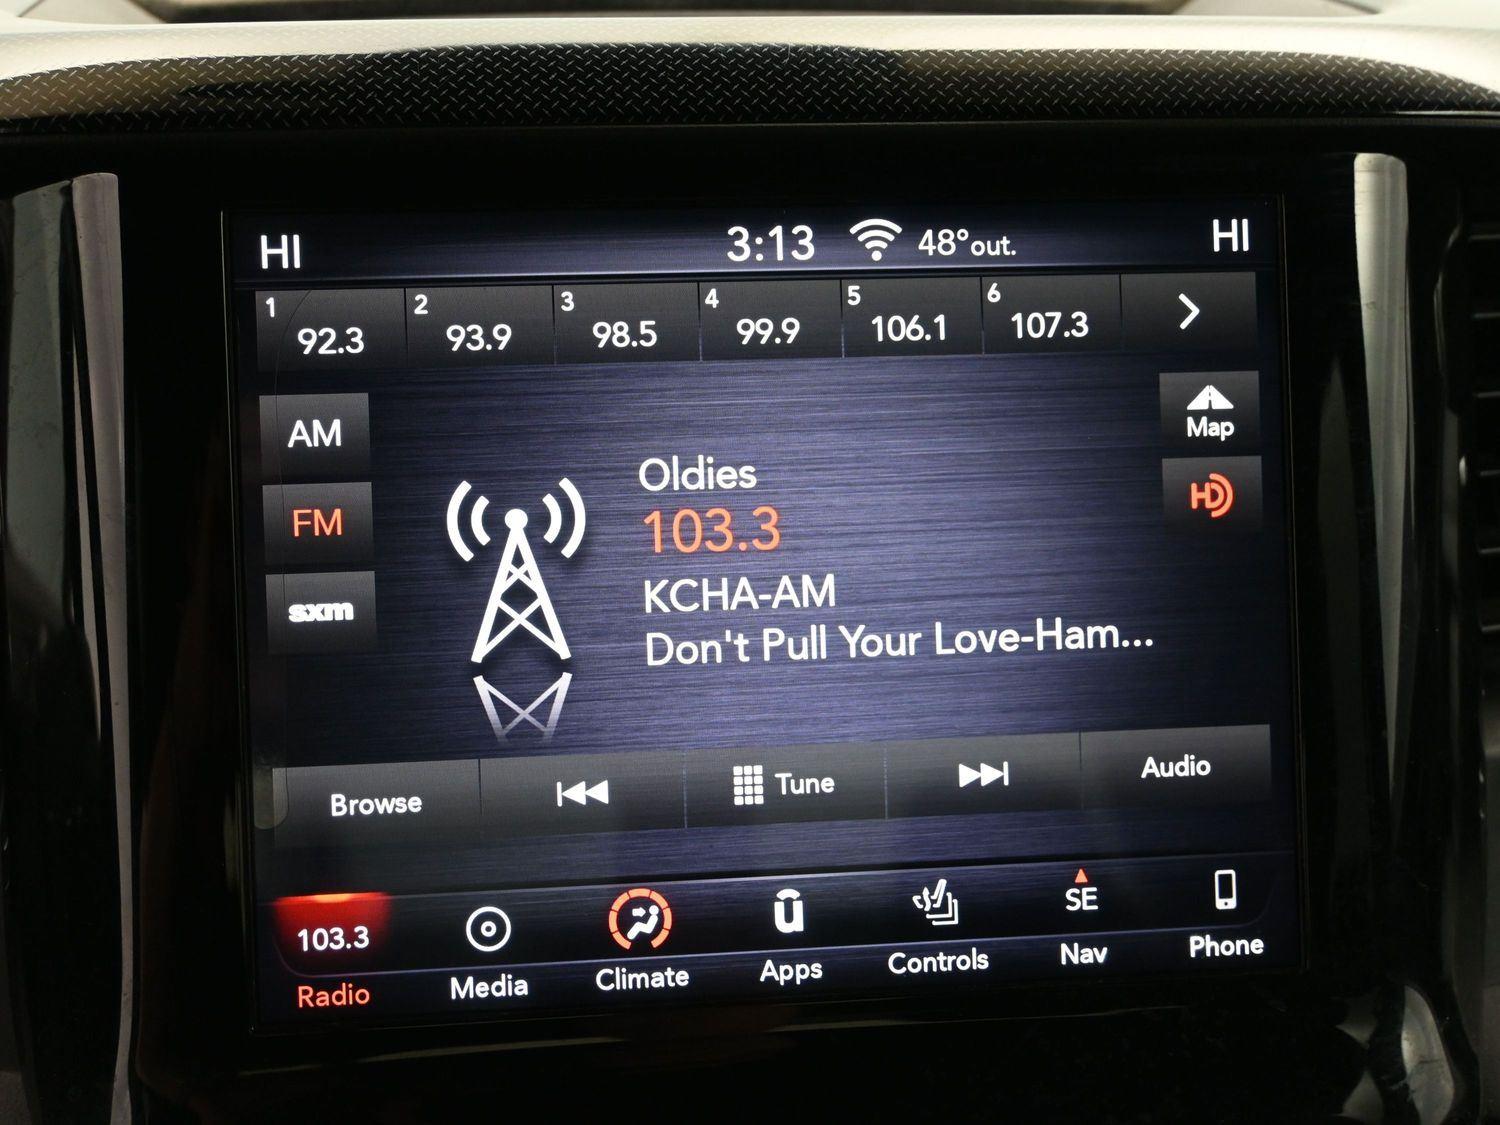 HI 3:13 48°out. HI
1 92.3 2 93.9 3 98.5 4 99.9 5 106.1 6 107.3
AM
FM
sxm
Oldies
103.3
KCHA-AM
Don't Pull Your Love-Ham...
Map
HD
Browse Tune Audio
103.3 SE
Radio Media Climate Apps Controls Nav Phone